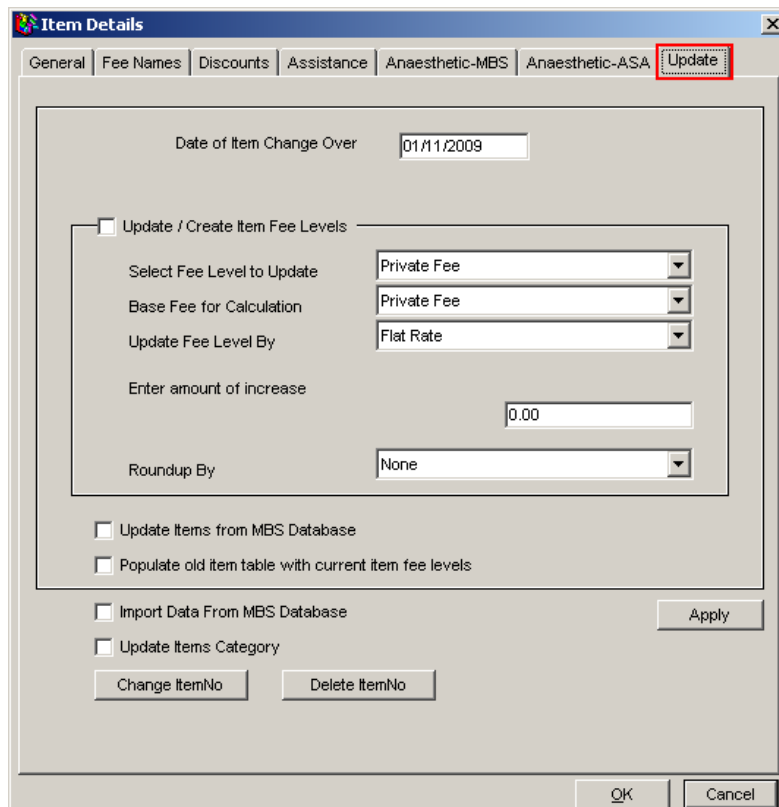 Item Details
General Fee Names Discounts Assistance Anaesthetic-MBS Anaesthetic-ASA Update
Date of Item Change Over 01/11/2009
Update / Create Item Fee Levels
Select Fee Level to Update Private Fee
Base Fee for Calculation Private Fee
Update Fee Level By Flat Rate
Enter amount of increase
0.00
Roundup By None
Update Items from MBS Database
Populate old item table with current item fee levels
Import Data From MBS Database
Apply
Update Items Category
Change ItemNo Delete ItemNo
OK Cancel